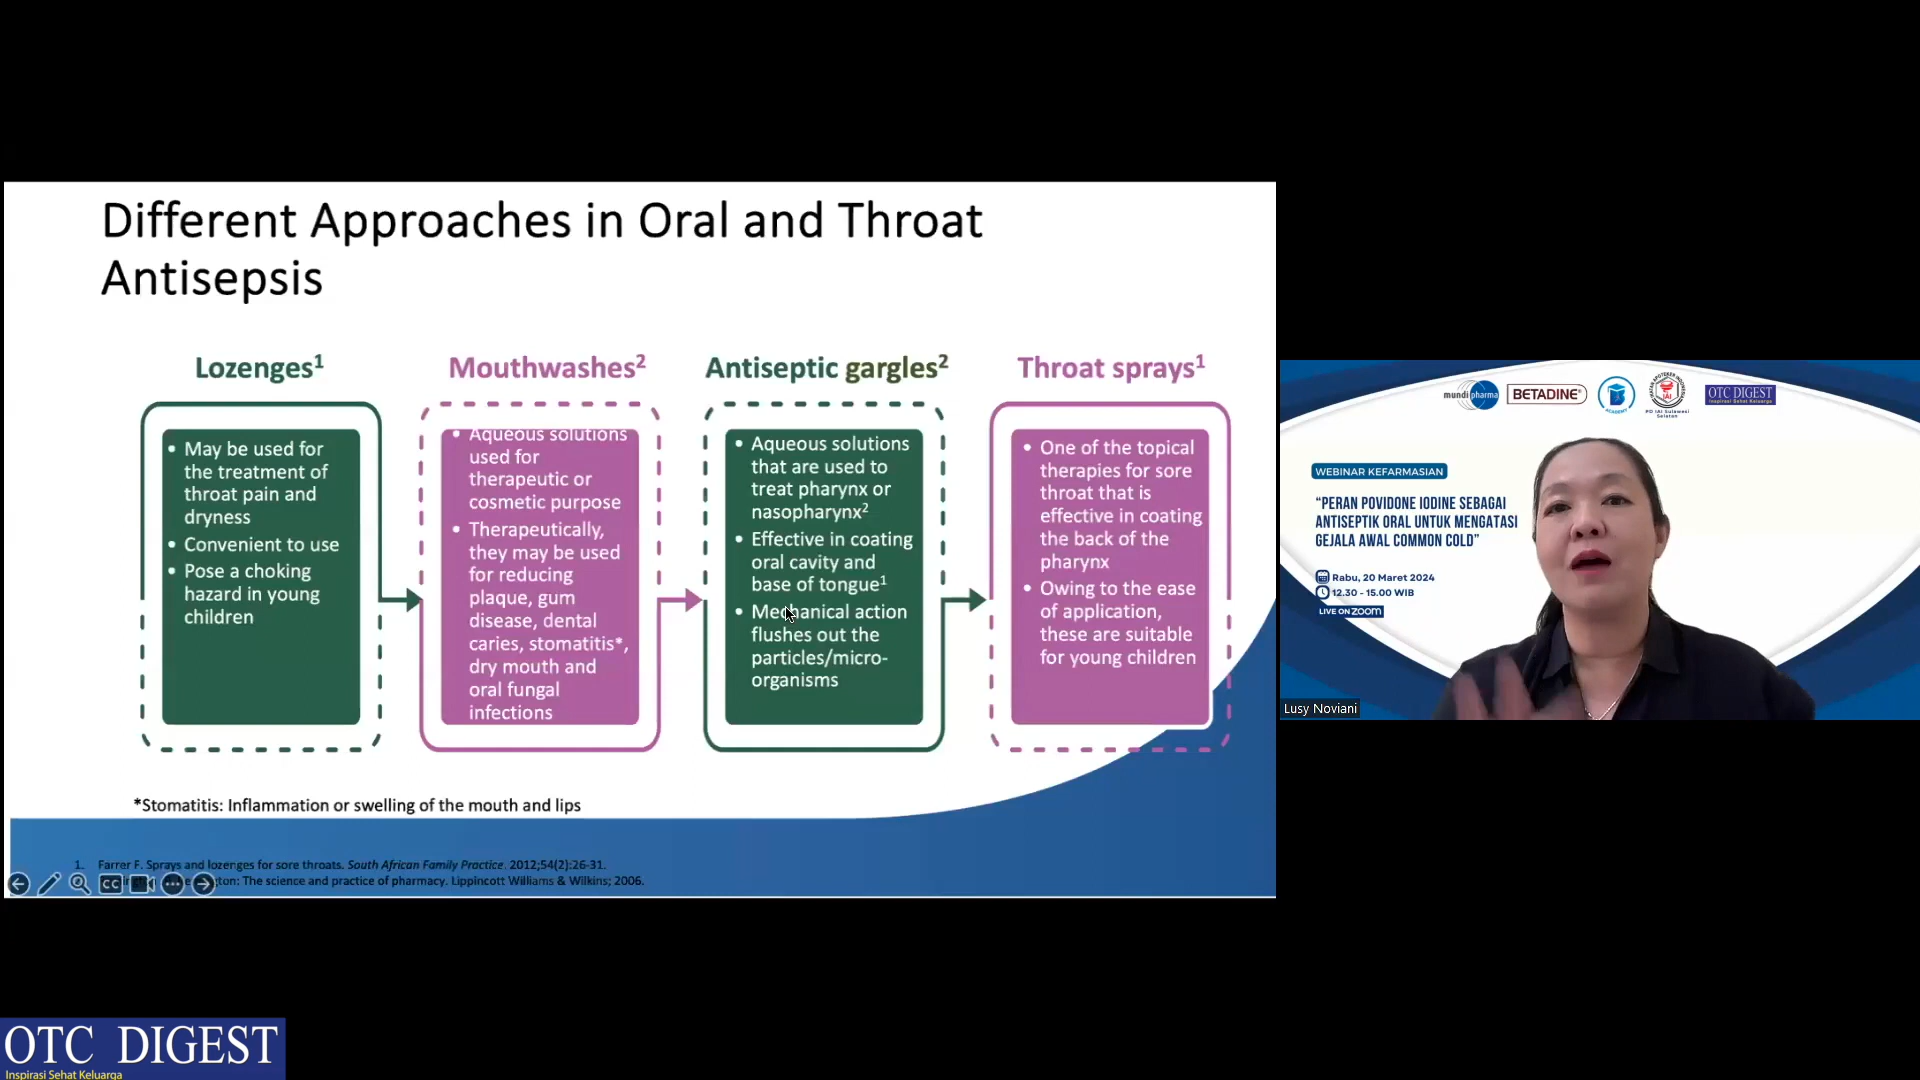 Different Approaches in Oral and Throat
Antisepsis
Lozenges1
• May be used for
the treatment of
throat pain and
dryness
• Convenient to use
• Pose a choking
hazard in young
children
Mouthwashes2
• Aqueous solutions
used for
therapeutic or
cosmetic purpose
• Therapeutically,
they may be used
for reducing
plaque, gum
disease, dental
caries, stomatitis*,
dry mouth and
oral fungal
infections
Antiseptic gargles2
• Aqueous solutions
that are used to
treat pharynx or
nasopharynx2
• Effective in coating
oral cavity and
base of tongue1
• Mechanical action
flushes out the
particles/micro-
organisms
Throat sprays1
• One of the topical
therapies for sore
throat that is
effective in coating
the back of the
pharynx
• Owing to the ease
of application,
these are suitable
for young children
*Stomatitis: Inflammation or swelling of the mouth and lips
1. Farrer F. Sprays and lozenges for sore throats. South African Family Practice. 2012;54(2):26-31.
The science and practice of pharmacy. Lippincott Williams & Wilkins; 2006.
CC
mundipharma
BETADINE®
ACADEMY
IAI
PD IAI Sulawesi
Selatan
OTC DIGEST
Inspirasi Sehat Keluarga
WEBINAR KEFARMASIAN
“PERAN POVIDONE IODINE SEBAGAI
ANTISEPTIK ORAL UNTUK MENGATASI
GEJALA AWAL COMMON COLD”
Rabu, 20 Maret 2024
12.30 - 15.00 WIB
LIVE ON ZOOM
Lusy Noviani
OTC DIGEST
Inspirasi Sehat Keluarga